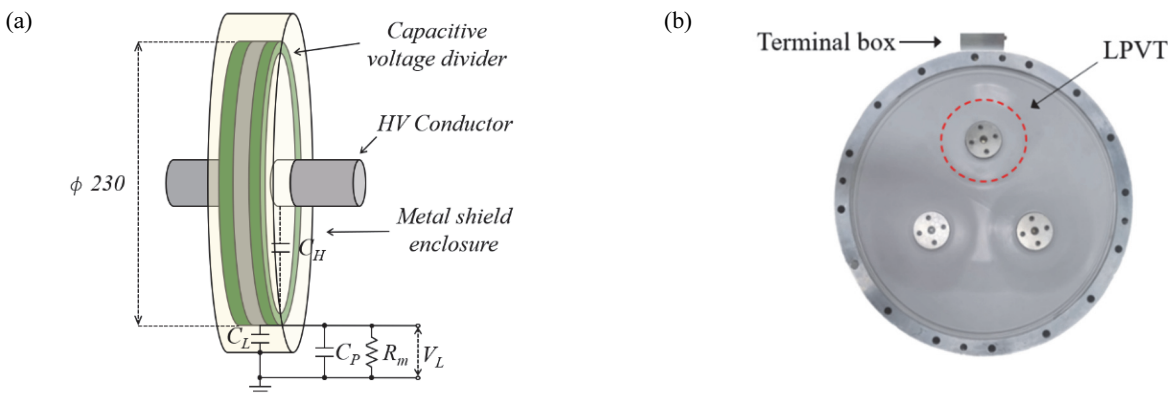 (a)
Capacitive
voltage divider
HV Conductor
ϕ 230
Metal shield
enclosure
C_H
C_L
C_P
R_m
V_L
(b)
Terminal box
LPVT